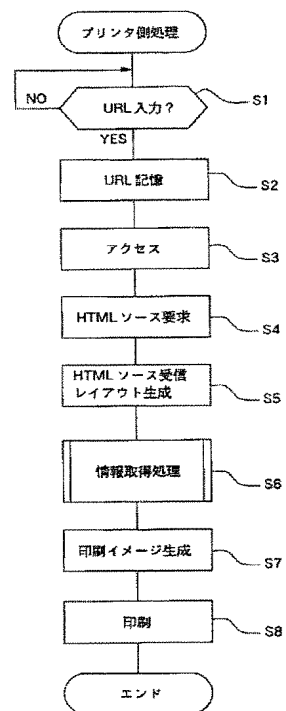 プリンタ側処理
NO
URL入力？
S1
YES
URL記憶
S2
アクセス
S3
HTMLソース要求
S4
HTMLソース受信
レイアウト生成
S5
情報取得処理
S6
印刷イメージ生成
S7
印刷
S8
エンド